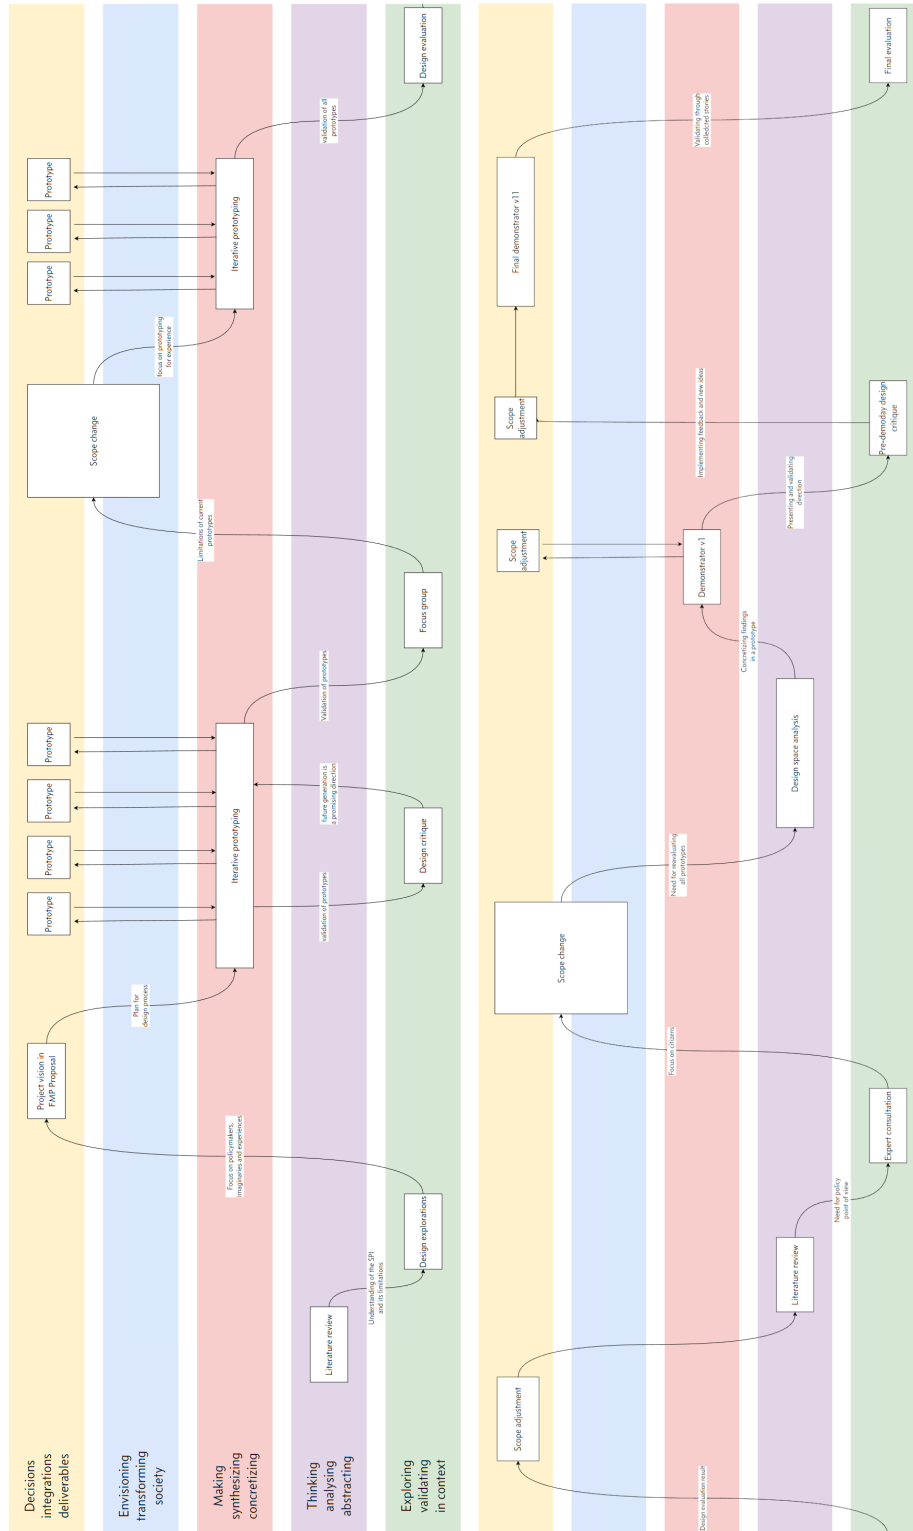 Decisions
integrations
deliverables
Envisioning
transforming
society
Making
synthesizing
concretizing
Thinking
analysing
abstracting
Exploring
validating
in context
Literature review
Understanding of the SPI
and its limitations
Design explorations
Focus on policymakers,
imaginaries and experiences
Project vision in
FMP Proposal
Plan for
design process
Iterative prototyping
Prototype
Prototype
Prototype
Prototype
validation of prototypes
Design critique
future generation is
a promising direction
Validation of prototypes
Focus group
Limitations of current
prototypes
Scope change
focus on prototyping
for experience
Iterative prototyping
Prototype
Prototype
Prototype
validation of all
prototypes
Design evaluation
Design evaluation result
Scope adjustment
Literature review
Need for policy
point of view
Expert consultation
Focus on citizens
Scope change
Need for reavaluating
all prototypes
Design space analysis
Concretizing findings
in a prototype
Demonstrator v1
Scope
adjustment
Presenting and validating
direction
Pre-demoday design
critique
Implementing feedback and new ideas
Scope
adjustment
Final demonstrator v11
Validating through
colledcted stories
Final evaluation